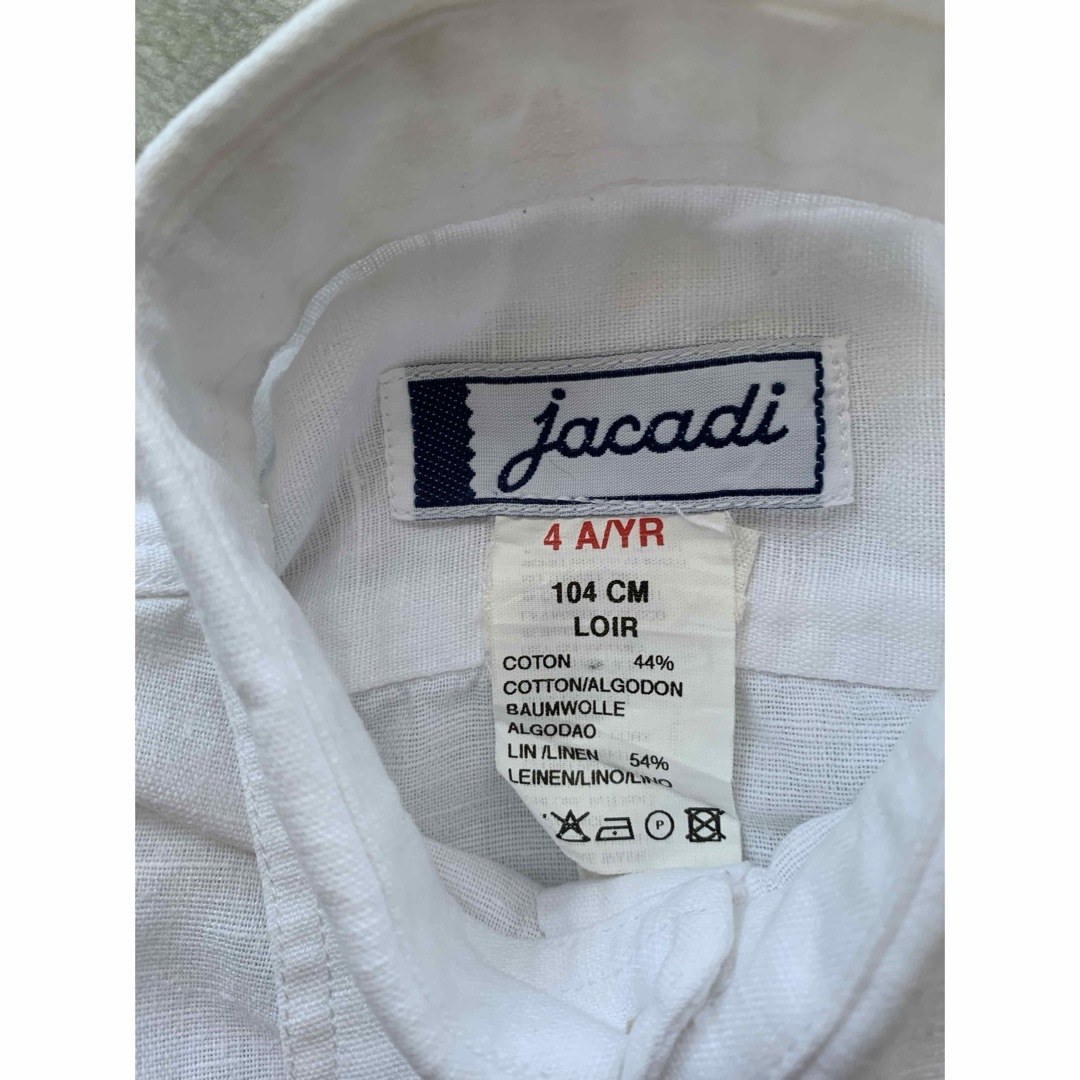 jacadi
4 A/YR
104 CM
LOIR
COTON 44%
COTTON/ALGODON
BAUMWOLLE
ALGODAO
LIN /LINEN 54%
LEINEN/LINO/LINO
P